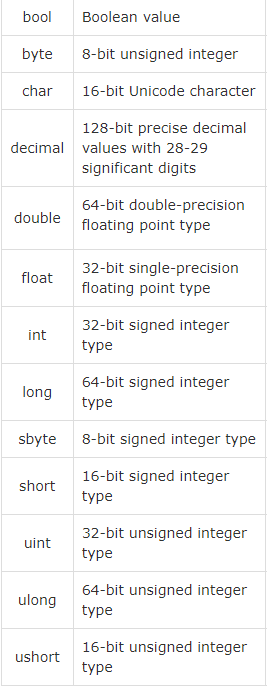 bool Boolean value
byte 8-bit unsigned integer
char 16-bit Unicode character
decimal 128-bit precise decimal
values with 28-29
significant digits
double 64-bit double-precision
floating point type
float 32-bit single-precision
floating point type
int 32-bit signed integer
type
long 64-bit signed integer
type
sbyte 8-bit signed integer type
short 16-bit signed integer
type
uint 32-bit unsigned integer
type
ulong 64-bit unsigned integer
type
ushort 16-bit unsigned integer
type